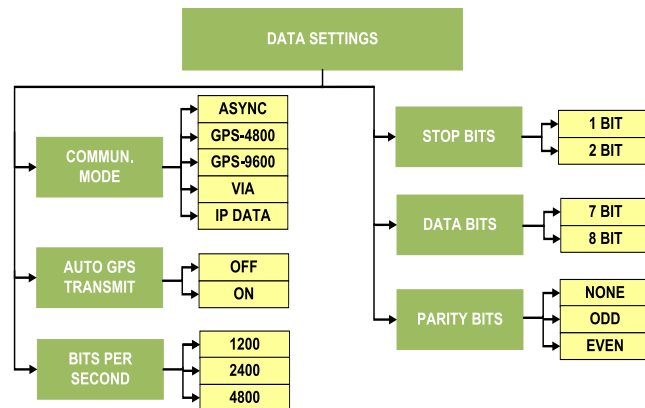 DATA SETTINGS
COMMUN.
MODE
ASYNC
GPS-4800
GPS-9600
VIA
IP DATA
AUTO GPS
TRANSMIT
OFF
ON
BITS PER
SECOND
1200
2400
4800
STOP BITS
1 BIT
2 BIT
DATA BITS
7 BIT
8 BIT
PARITY BITS
NONE
ODD
EVEN